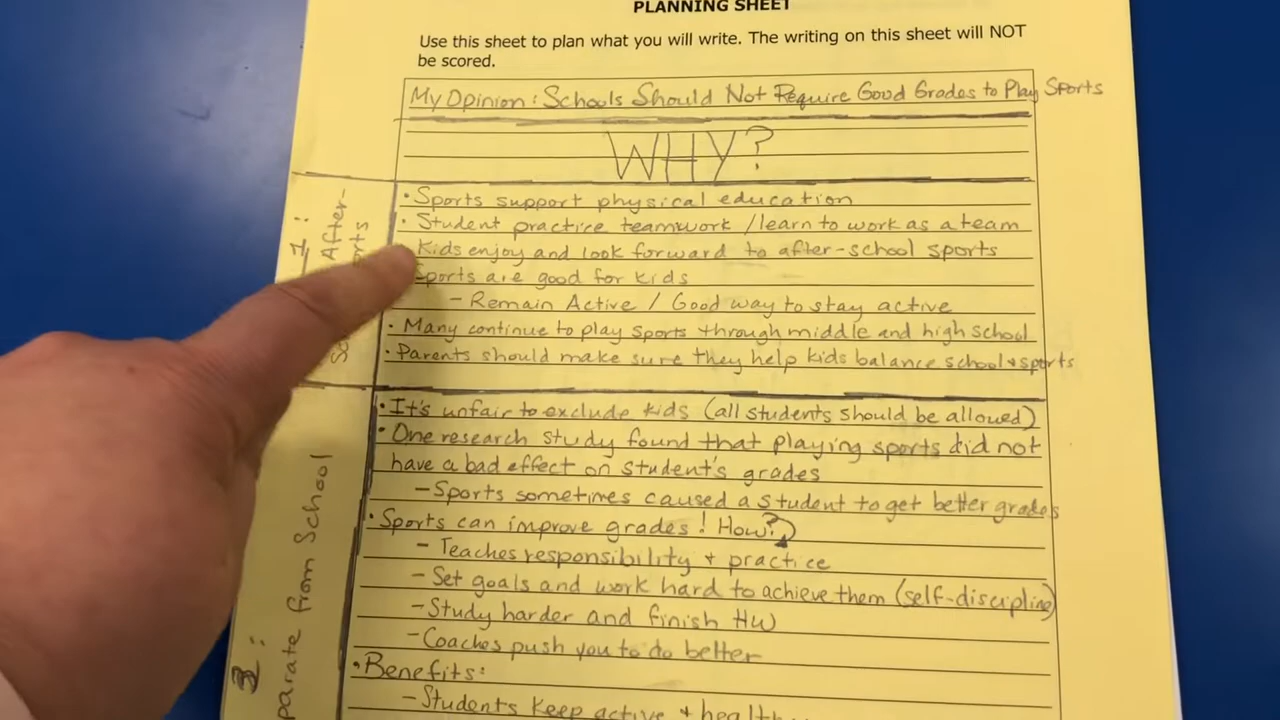 PLANNING SHEET
Use this sheet to plan what you will write. The writing on this sheet will NOT
be scored.
My Opinion: Schools Should Not Require Good Grades to Play Sports
WHY?
1: After-
• Sports support physical education
• Student practice teamwork / learn to work as a team
Kids enjoy and look forward to after-school sports
Sports are good for kids
- Remain Active / Good way to stay active
• Many continue to play sports through middle and high school
• Parents should make sure they help kids balance school & sports
3:
from School
• It's unfair to exclude kids (all students should be allowed)
• One research study found that playing sports did not
have a bad effect on student's grades
- Sports sometimes caused a student to get better grades
• Sports can improve grades! How?
- Teaches responsibility + practice
- Set goals and work hard to achieve them (self-discipline)
- Study harder and finish HW
- Coaches push you to do better
• Benefits:
- Students keep active +